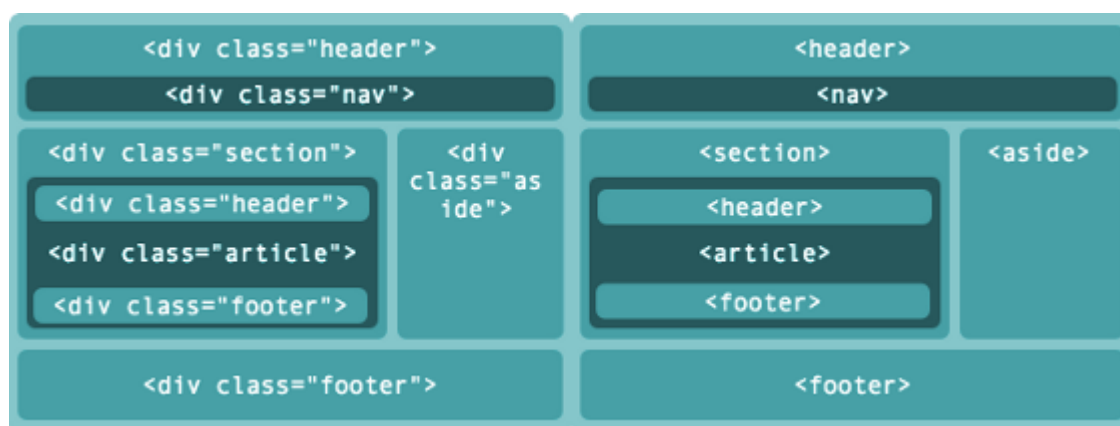 <div class="header">
<div class="nav">
<div class="section">
<div class="header">
<div class="article">
<div class="footer">
<div
class="as
ide">
<div class="footer">
<header>
<nav>
<section>
<header>
<article>
<footer>
<aside>
<footer>